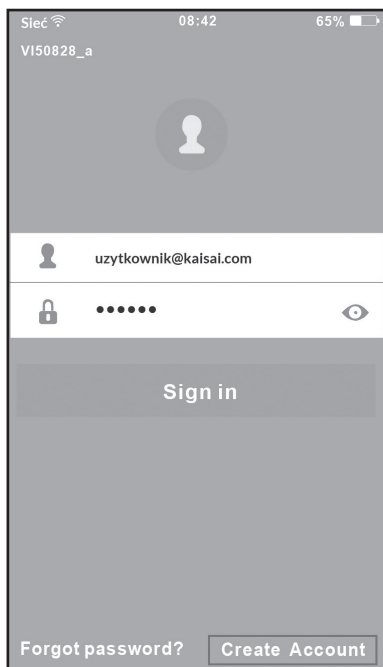 Sieć 08:42 65%
VI50828_a
uzytkownik@kaisai.com
••••••
Sign in
Forgot password? Create Account